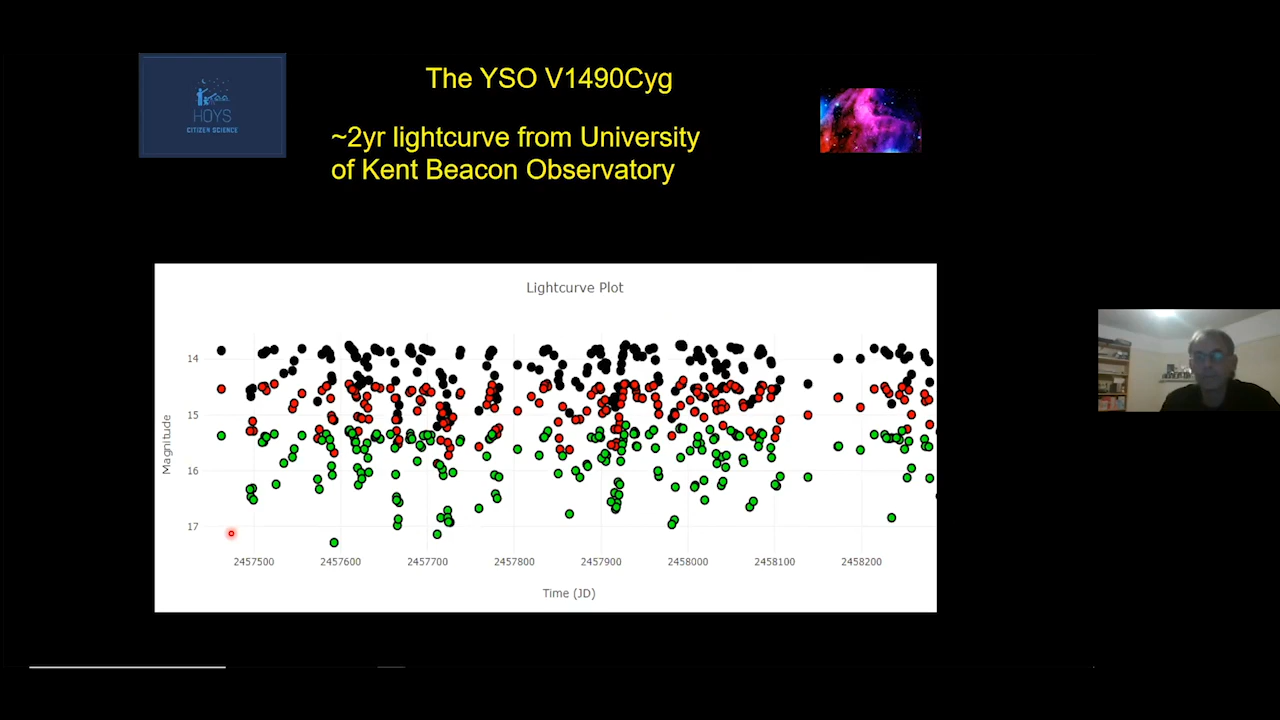 HOYS
CITIZEN SCIENCE
The YSO V1490Cyg
~2yr lightcurve from University
of Kent Beacon Observatory
Lightcurve Plot
14
15
16
17
Magnitude
2457500 2457600 2457700 2457800 2457900 2458000 2458100 2458200
Time (JD)